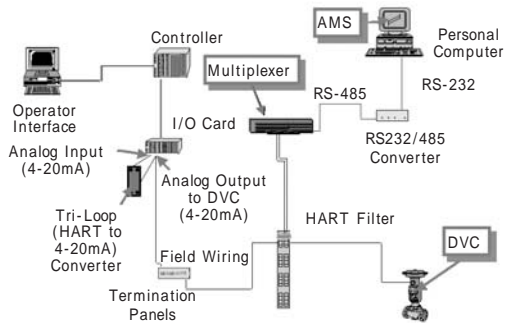 AMS
Controller
Personal
Computer
Multiplexer
RS-485
RS-232
Operator
Interface
I/O Card
RS232/485
Converter
Analog Input
(4-20mA)
Analog Output
to DVC
(4-20mA)
Tri-Loop
(HART to
4-20mA)
Converter
HART Filter
DVC
Field Wiring
Termination
Panels